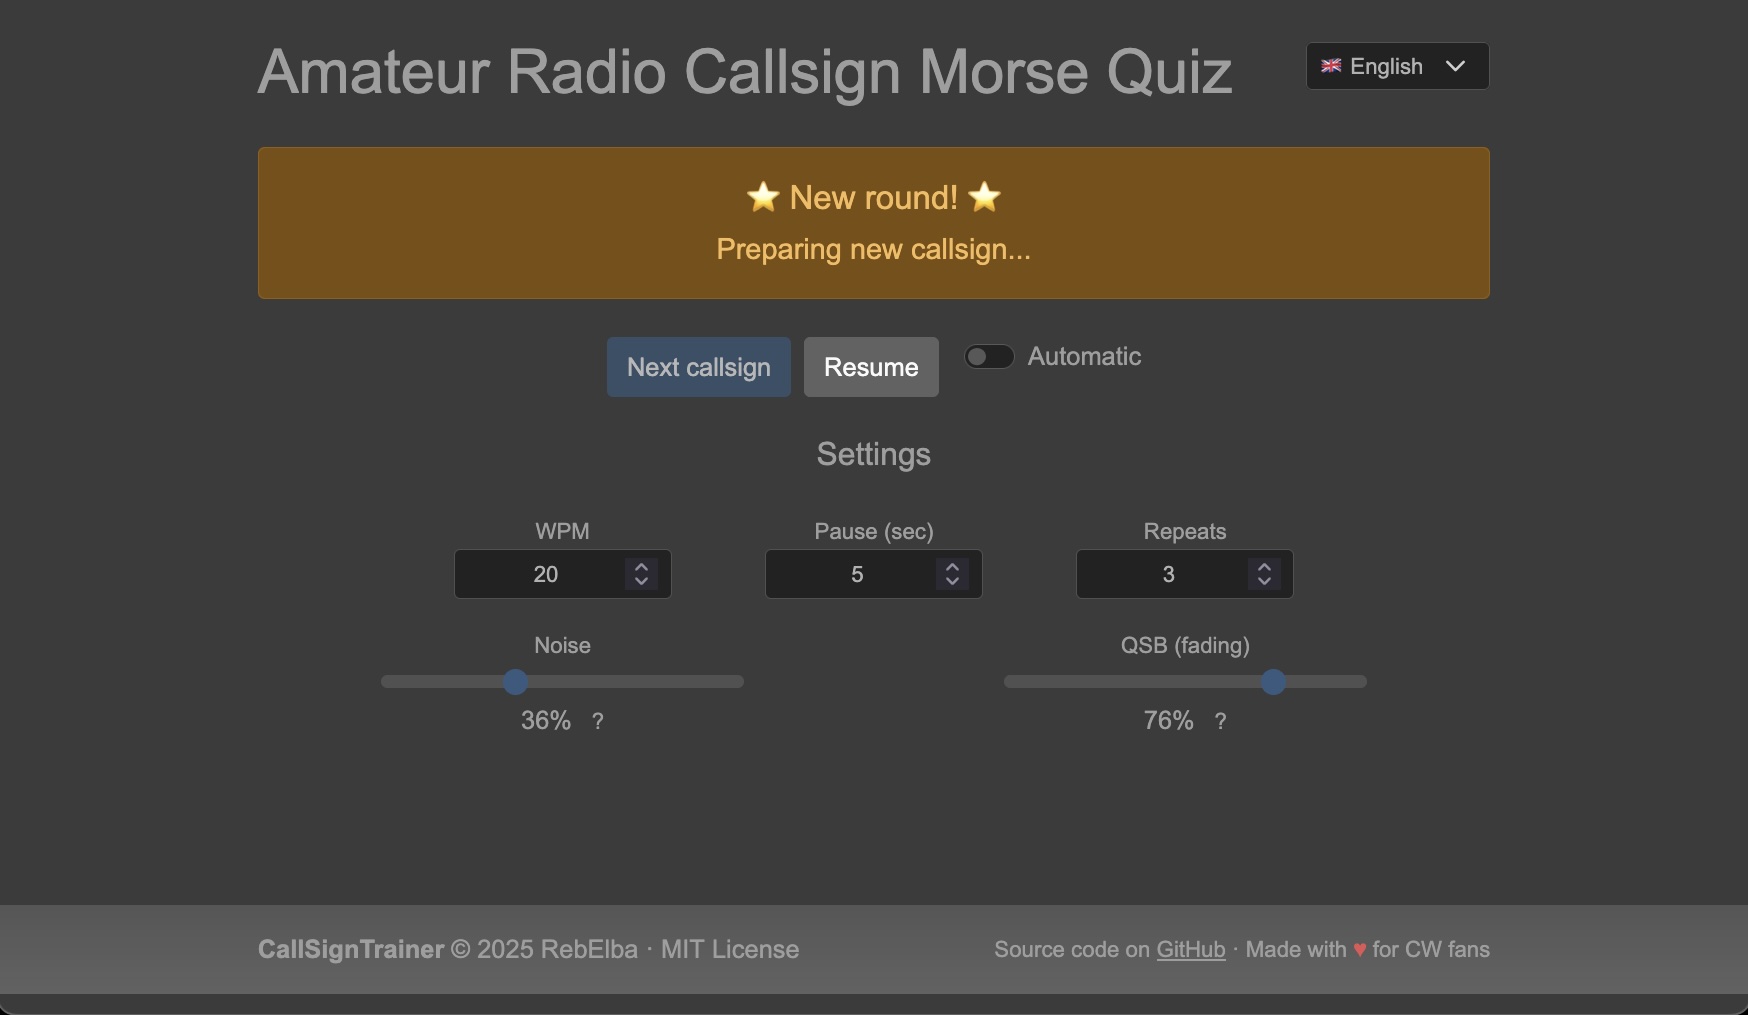 Amateur Radio Callsign Morse Quiz
English
⭐ New round! ⭐
Preparing new callsign...
Next callsign
Resume
Automatic
Settings
WPM
Pause (sec)
Repeats
20
5
3
Noise
QSB (fading)
36% ?
76% ?
CallSignTrainer © 2025 RebElba · MIT License
Source code on GitHub · Made with ♥ for CW fans